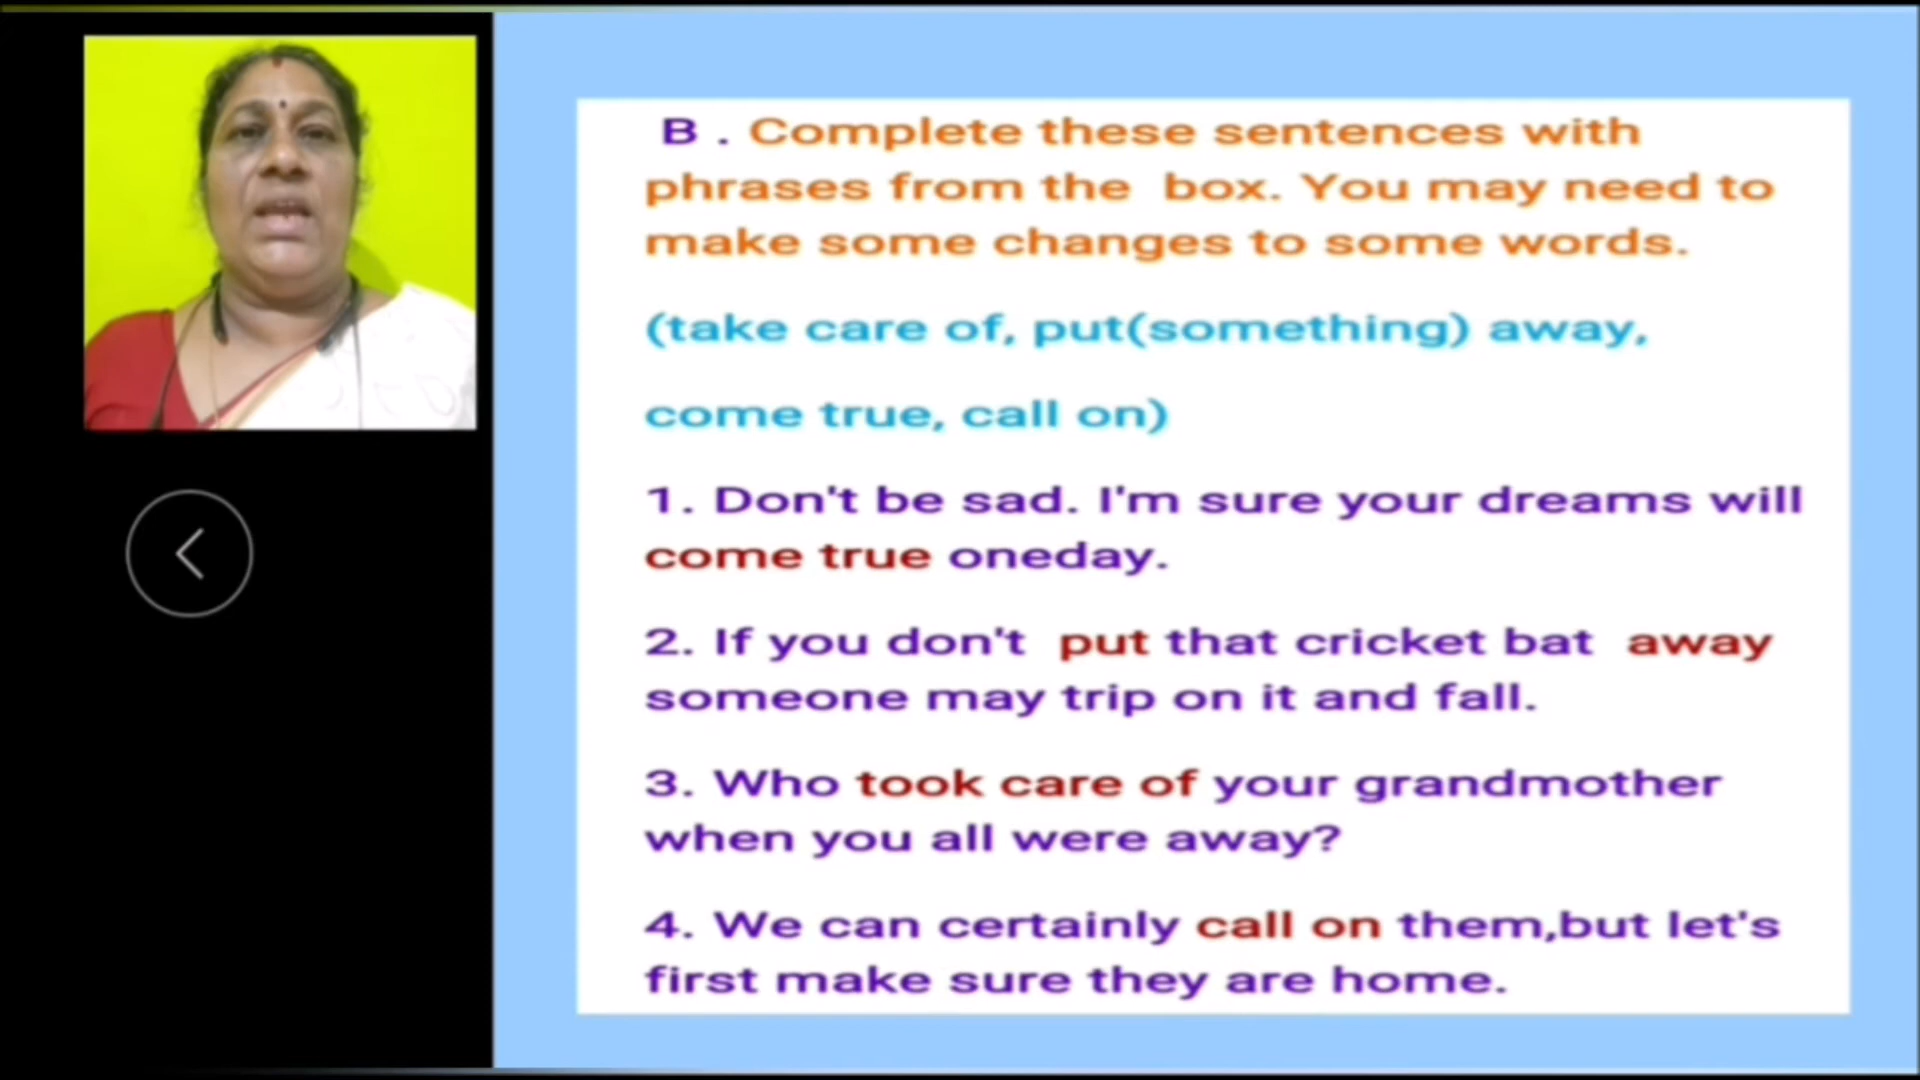 B . Complete these sentences with
phrases from the box. You may need to
make some changes to some words.
(take care of, put(something) away,
come true, call on)
1. Don't be sad. I'm sure your dreams will
come true oneday.
2. If you don't put that cricket bat away
someone may trip on it and fall.
3. Who took care of your grandmother
when you all were away?
4. We can certainly call on them,but let's
first make sure they are home.